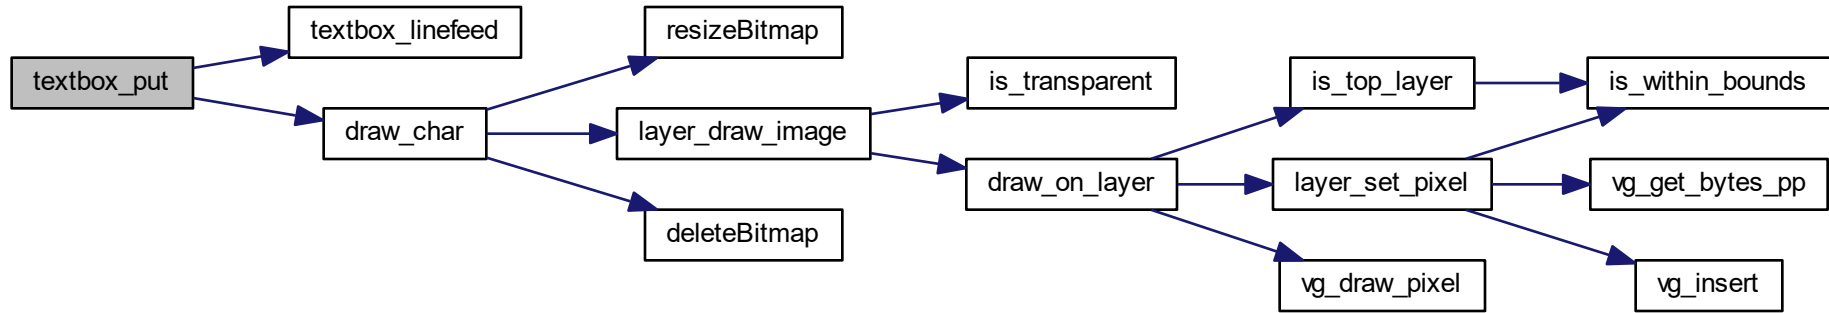 textbox_put
textbox_linefeed
draw_char
resizeBitmap
layer_draw_image
deleteBitmap
is_transparent
draw_on_layer
is_top_layer
layer_set_pixel
vg_draw_pixel
is_within_bounds
vg_get_bytes_pp
vg_insert